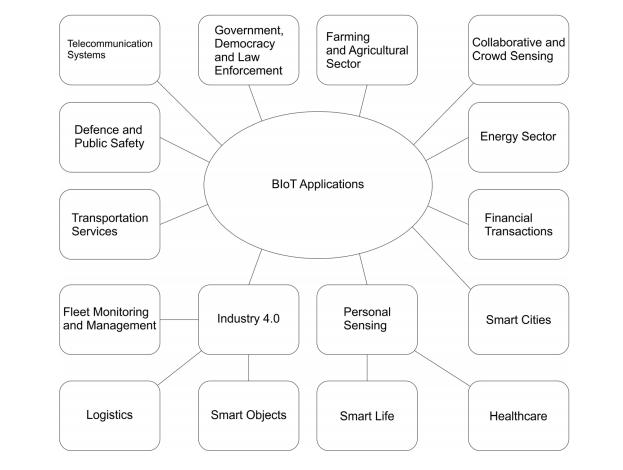 Telecommunication
Systems
Government,
Democracy
and Law
Enforcement
Farming
and Agricultural
Sector
Collaborative and
Crowd Sensing
Defence and
Public Safety
Energy Sector
BIoT Applications
Transportation
Services
Financial
Transactions
Fleet Monitoring
and Management
Industry 4.0
Personal
Sensing
Smart Cities
Logistics
Smart Objects
Smart Life
Healthcare